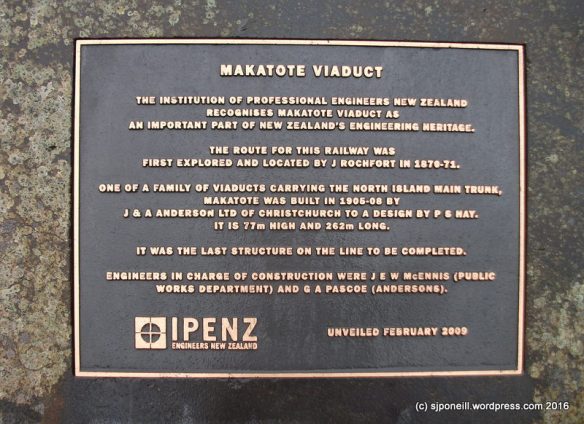 MAKATOTE VIADUCT
THE INSTITUTION OF PROFESSIONAL ENGINEERS NEW ZEALAND
RECOGNISES MAKATOTE VIADUCT AS
AN IMPORTANT PART OF NEW ZEALAND'S ENGINEERING HERITAGE.
THE ROUTE FOR THIS RAILWAY WAS
FIRST EXPLORED AND LOCATED BY J ROCHFORT IN 1879-71.
ONE OF A FAMILY OF VIADUCTS CARRYING THE NORTH ISLAND MAIN TRUNK,
MAKATOTE WAS BUILT IN 1905-08 BY
J & A ANDERSON LTD OF CHRISTCHURCH TO A DESIGN BY P S HAY.
IT IS 77m HIGH AND 262m LONG.
IT WAS THE LAST STRUCTURE ON THE LINE TO BE COMPLETED.
ENGINEERS IN CHARGE OF CONSTRUCTION WERE J E W McENNIS (PUBLIC
WORKS DEPARTMENT) AND G A PASCOE (ANDERSONS).
IPENZ
ENGINEERS NEW ZEALAND
UNVEILED FEBRUARY 2009
(c) sjponeill.wordpress.com 2016